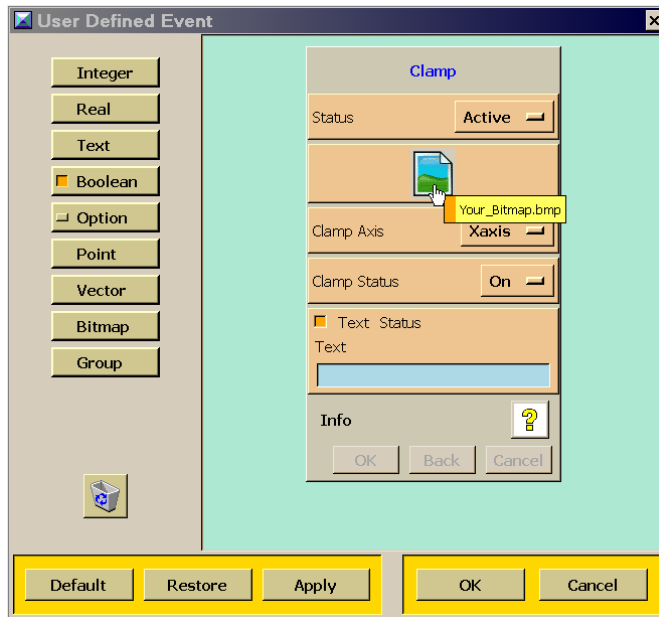 User Defined Event
Integer
Real
Text
Boolean
Option
Point
Vector
Bitmap
Group
Clamp
Status Active
Your_Bitmap.bmp
Clamp Axis Xaxis
Clamp Status On
Text Status
Text
Info ?
OK Back Cancel
Default Restore Apply OK Cancel